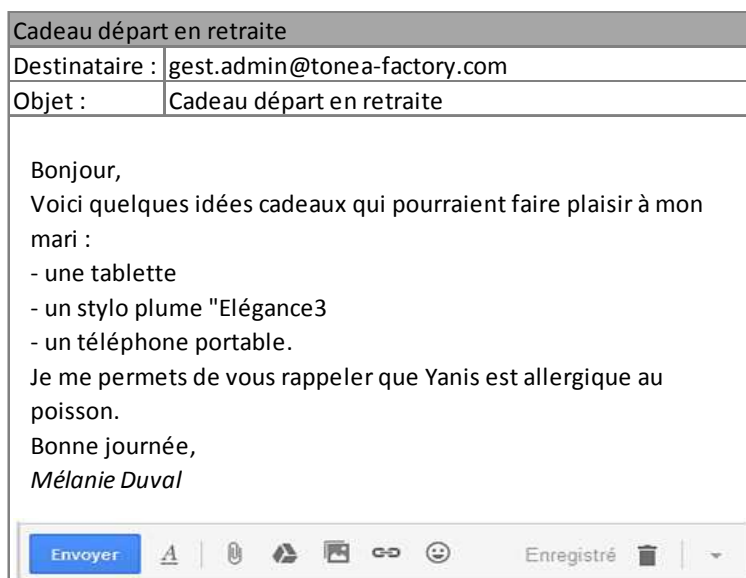 Cadeau départ en retraite
Destinataire : gest.admin@tonea-factory.com
Objet : Cadeau départ en retraite
Bonjour,
Voici quelques idées cadeaux qui pourraient faire plaisir à mon
mari :
- une tablette
- un stylo plume "Elégance3
- un téléphone portable.
Je me permets de vous rappeler que Yanis est allergique au
poisson.
Bonne journée,
Mélanie Duval
Envoyer A Enregistré